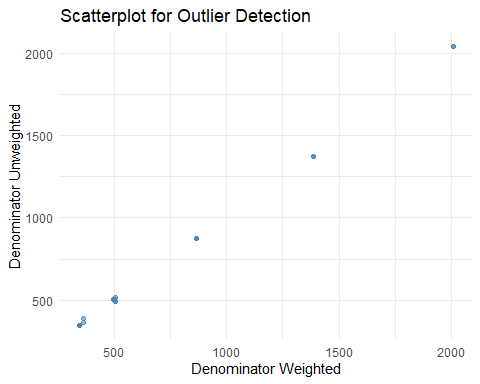 Scatterplot for Outlier Detection
Denominator Unweighted
2000
1500
1000
500
500 1000 1500 2000
Denominator Weighted